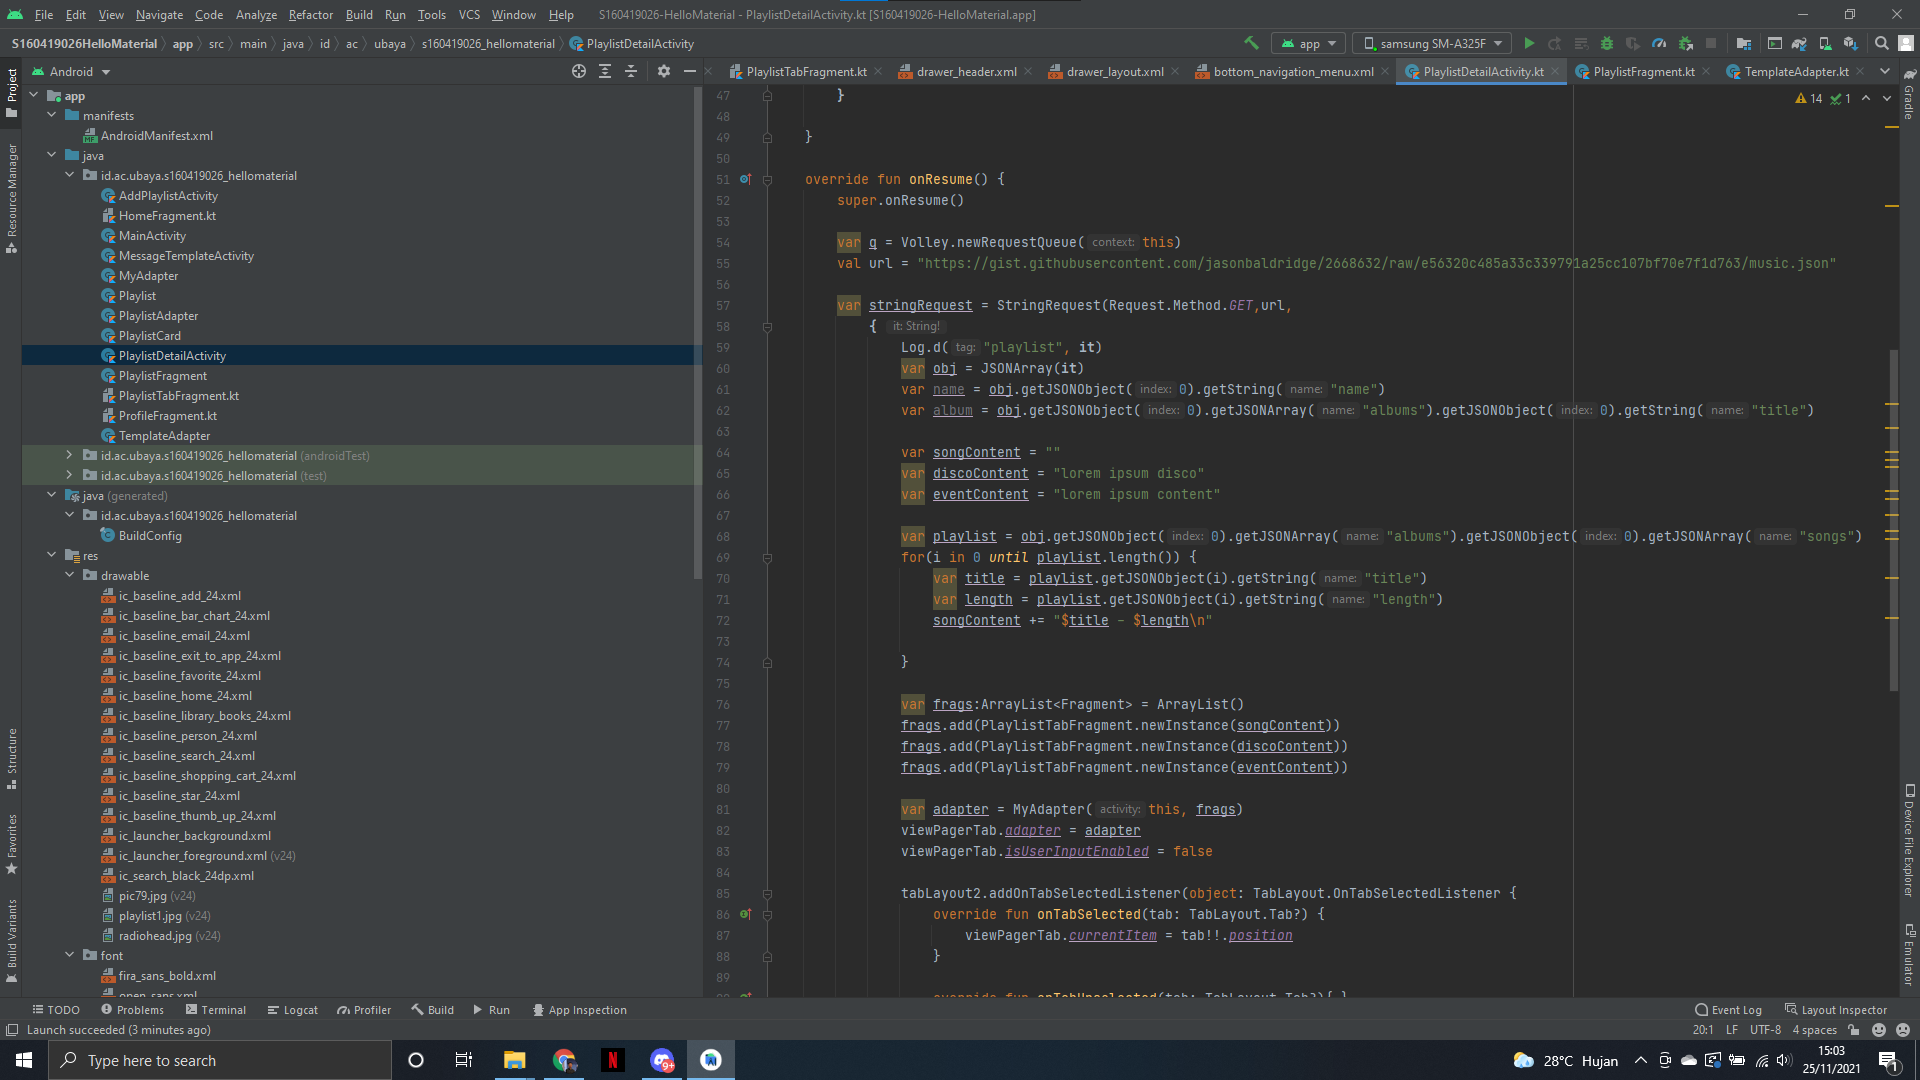 File Edit View Navigate Code Analyze Refactor Build Run Tools VCS Window Help S160419026-HelloMaterial - PlaylistDetailActivity.kt [S160419026-HelloMaterial.app]
S160419026HelloMaterial app src main java id ac ubaya s160419026_hellomaterial PlaylistDetailActivity
app samsung SM-A325F
Android
PlaylistTabFragment.kt drawer_header.xml drawer_layout.xml bottom_navigation_menu.xml PlaylistDetailActivity.kt PlaylistFragment.kt TemplateAdapter.kt
Project
Resource Manager
Structure
Favorites
Build Variants
app
manifests
AndroidManifest.xml
java
id.ac.ubaya.s160419026_hellomaterial
AddPlaylistActivity
HomeFragment.kt
MainActivity
MessageTemplateActivity
MyAdapter
Playlist
PlaylistAdapter
PlaylistCard
PlaylistDetailActivity
PlaylistFragment
PlaylistTabFragment.kt
ProfileFragment.kt
TemplateAdapter
id.ac.ubaya.s160419026_hellomaterial (androidTest)
id.ac.ubaya.s160419026_hellomaterial (test)
java (generated)
id.ac.ubaya.s160419026_hellomaterial
BuildConfig
res
drawable
ic_baseline_add_24.xml
ic_baseline_bar_chart_24.xml
ic_baseline_email_24.xml
ic_baseline_exit_to_app_24.xml
ic_baseline_favorite_24.xml
ic_baseline_home_24.xml
ic_baseline_library_books_24.xml
ic_baseline_person_24.xml
ic_baseline_search_24.xml
ic_baseline_shopping_cart_24.xml
ic_baseline_star_24.xml
ic_baseline_thumb_up_24.xml
ic_launcher_background.xml
ic_launcher_foreground.xml (v24)
ic_search_black_24dp.xml
pic79.jpg (v24)
playlist1.jpg (v24)
radiohead.jpg (v24)
font
fira_sans_bold.xml
open_sans.xml
14 1
47 }
48
49 }
50
51 override fun onResume() {
52 super.onResume()
53
54 var q = Volley.newRequestQueue( context: this)
55 val url = "https://gist.githubusercontent.com/jasonbaldridge/2668632/raw/e56320c485a33c339791a25cc107bf70e7f1d763/music.json"
56
57 var stringRequest = StringRequest(Request.Method.GET,url,
58 { it: String!
59 Log.d( tag: "playlist", it)
60 var obj = JSONArray(it)
61 var name = obj.getJSONObject( index: 0).getString( name: "name")
62 var album = obj.getJSONObject( index: 0).getJSONArray( name: "albums").getJSONObject( index: 0).getString( name: "title")
63
64 var songContent = ""
65 var discoContent = "lorem ipsum disco"
66 var eventContent = "lorem ipsum content"
67
68 var playlist = obj.getJSONObject( index: 0).getJSONArray( name: "albums").getJSONObject( index: 0).getJSONArray( name: "songs")
69 for(i in 0 until playlist.length()) {
70 var title = playlist.getJSONObject(i).getString( name: "title")
71 var length = playlist.getJSONObject(i).getString( name: "length")
72 songContent += "$title - $length\n"
73
74 }
75
76 var frags:ArrayList<Fragment> = ArrayList()
77 frags.add(PlaylistTabFragment.newInstance(songContent))
78 frags.add(PlaylistTabFragment.newInstance(discoContent))
79 frags.add(PlaylistTabFragment.newInstance(eventContent))
80
81 var adapter = MyAdapter( activity: this, frags)
82 viewPagerTab.adapter = adapter
83 viewPagerTab.isUserInputEnabled = false
84
85 tabLayout2.addOnTabSelectedListener(object: TabLayout.OnTabSelectedListener {
86 override fun onTabSelected(tab: TabLayout.Tab?) {
87 viewPagerTab.currentItem = tab!!.position
88 }
89
override fun onTabUnselected(tab: TabLayout.Tab?){ }
Gradle
Device File Explorer
Emulator
TODO Problems Terminal Logcat Profiler Build Run App Inspection Event Log Layout Inspector
Launch succeeded (3 minutes ago) 20:1 LF UTF-8 4 spaces
Type here to search
9+
28°C Hujan
15:03
25/11/2021
1